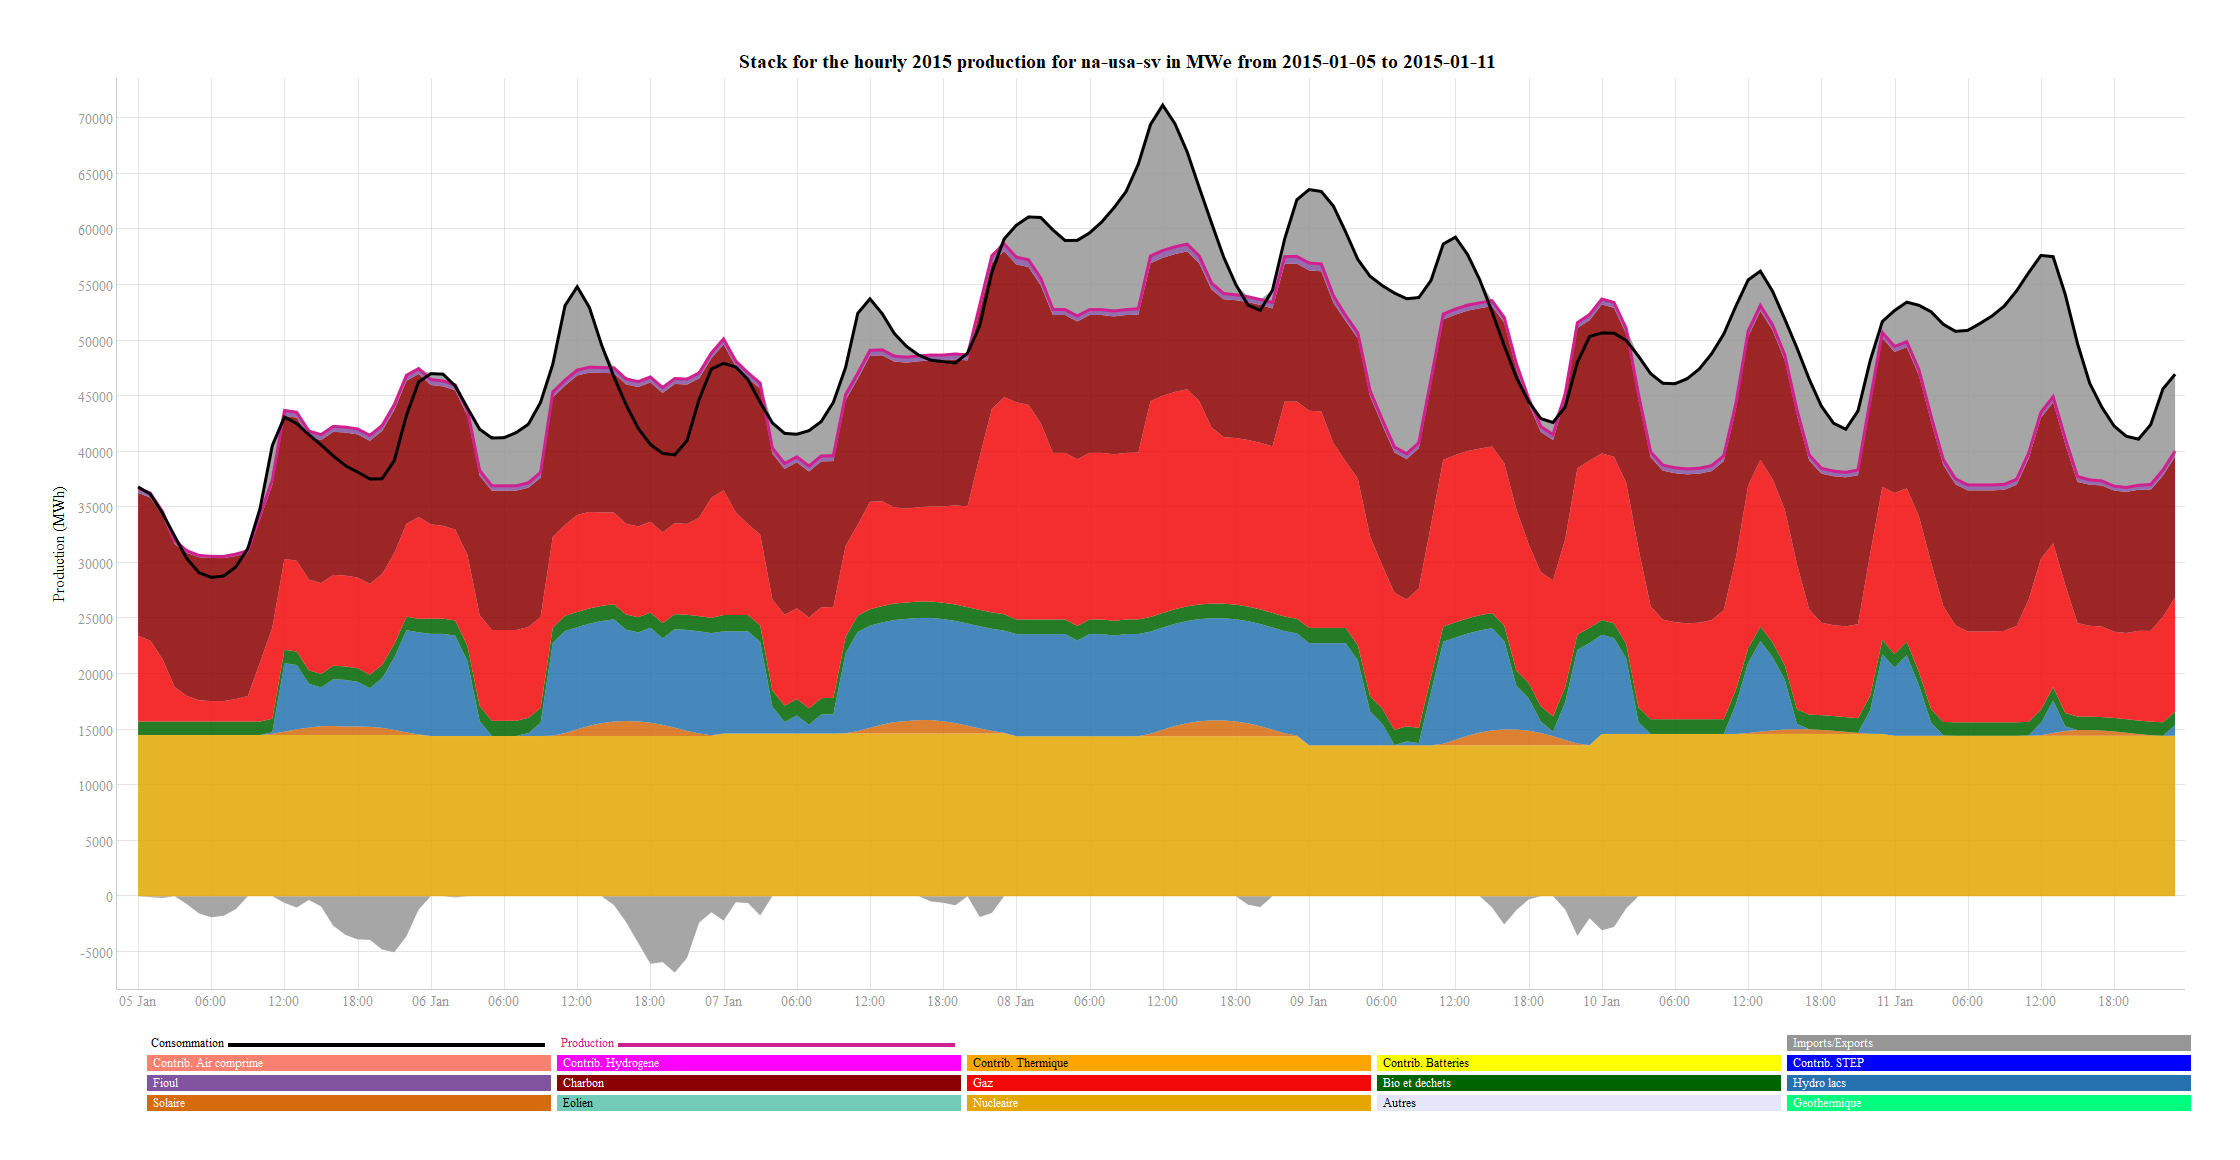 Stack for the hourly 2015 production for na-usa-sv in MWe from 2015-01-05 to 2015-01-11
70000
65000
60000
55000
50000
45000
40000
35000
30000
25000
20000
15000
10000
5000
0
-5000
Production (MWh)
05 Jan 06:00 12:00 18:00 06 Jan 06:00 12:00 18:00 07 Jan 06:00 12:00 18:00 08 Jan 06:00 12:00 18:00 09 Jan 06:00 12:00 18:00 10 Jan 06:00 12:00 18:00 11 Jan 06:00 12:00 18:00
Consommation Production Imports/Exports
Contrib. Air comprime Contrib. Hydrogene Contrib. Thermique Contrib. Batteries Contrib. STEP
Fioul Charbon Gaz Bio et dechets Hydro lacs
Solaire Eolien Nucleaire Autres Geothermique